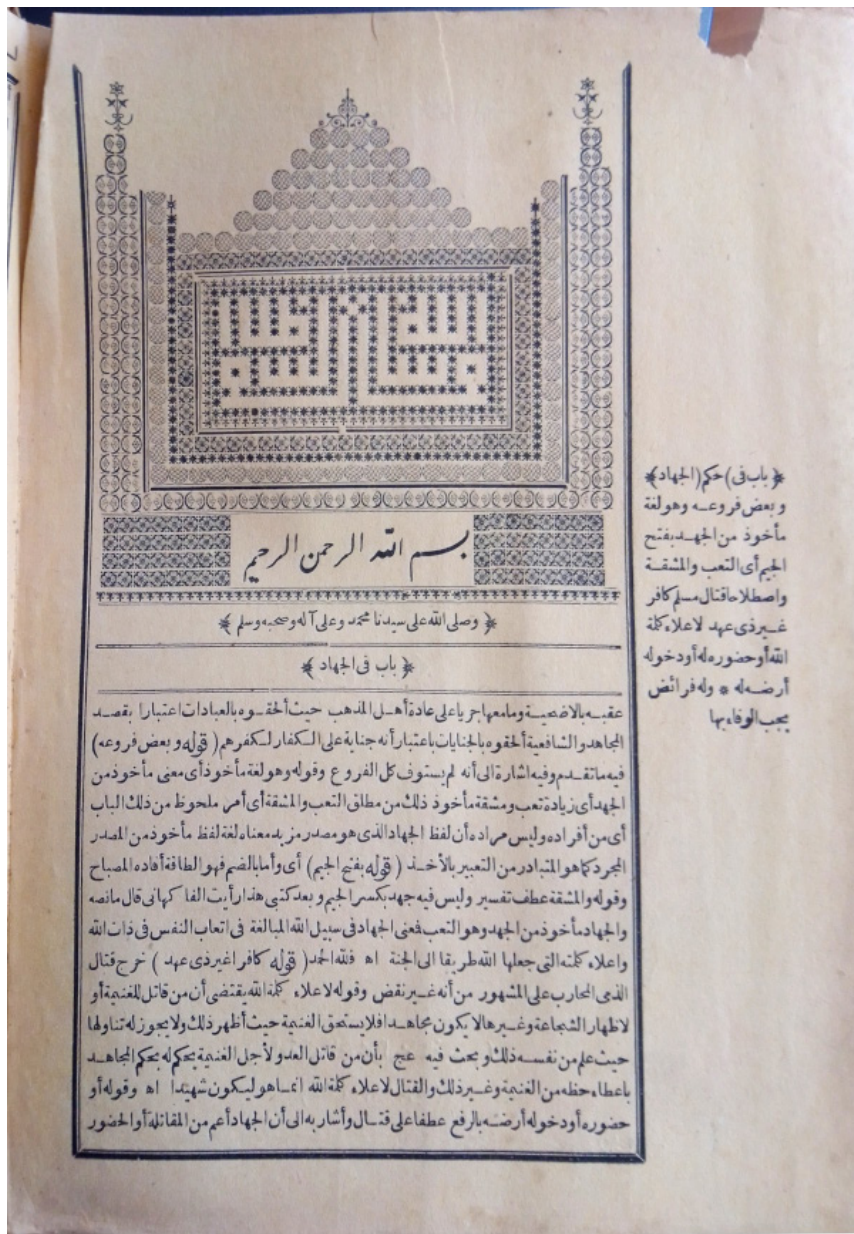 بسم الله الرحمن الرحيم
﴿ وصلى الله على سيدنا محمد وعلى آله وصحبه وسلم ﴾
﴿ باب فى الجهاد ﴾
عقبه بالاضحية وما معها جريا على عادة أهل المذهب حيث ألحقوه بالعبادات اعتبارا بقصد
المجاهد والشافعية ألحقوه بالجنايات باعتبار أنه جناية على الكفار لكفرهم (قوله وبعض فروعه)
فيه ما تقدم وفيه اشارة الى أنه لم يستوف كل الفروع وقوله وهو لغة مأخوذ أى معنى مأخوذ من
الجهد أى زيادة تعب ومشقة مأخوذ ذلك من مطلق التعب والمشقة أى أمر ملحوظ من ذلك الباب
أى من أفراده وليس مراده أن لفظ الجهاد الذى هو مصدر مزيد معناه لغة لفظ مأخوذ من المصدر
المجرد كما هو المتبادر من التعبير بالأخذ (قوله بفتح الجيم) أى وأما بالضم فهو الطاقة أفاده المصباح
وقوله والمشقة عطف تفسير وليس فيه جهد بكسر الجيم وبعد كتبى هذا رأيت الفاكهانى قال ما نصه
والجهاد مأخوذ من الجهد وهو التعب فمعنى الجهاد فى سبيل الله المبالغة فى اتعاب النفس فى ذات الله
واعلاء كلمته التى جعلها الله طريقا الى الجنة اه فلله الحمد (قوله كافرا غير ذى عهد) خرج قتال
الذمى المحارب على المشهور من أنه غير نقض وقوله لاعلاء كلمة الله يقتضى أن من قاتل للغنيمة أو
لاظهار الشجاعة وغيرها لا يكون مجاهدا فلا يستحق الغنيمة حيث أظهر ذلك ولا يجوز له تناولها
حيث علم من نفسه ذلك وبحث فيه عج بأن من قاتل العدو لأجل الغنيمة يحكم له بحكم المجاهد
باعطاء حظه من الغنيمة وغير ذلك والقتال لاعلاء كلمة الله انما هو ليكون شهيدا اه وقوله أو
حضوره أو دخوله أرضه بالرفع عطفا على قتال وأشار به الى أن الجهاد أعم من المقاتلة أو الحضور
﴿ باب فى) حكم (الجهاد ﴾
وبعض فروعه وهو لغة
مأخوذ من الجهد بفتح
الجيم أى التعب والمشقة
واصطلاحا قتال مسلم كافر
غير ذى عهد لاعلاء كلمة
الله أو حضوره له أو دخوله
أرضه له * وله فرائض
يجب الوفاء بها